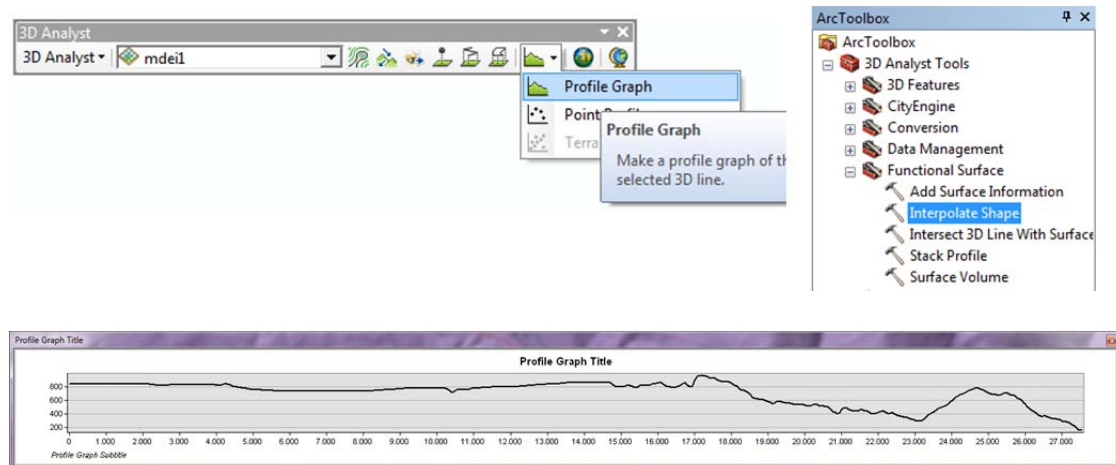 3D Analyst
3D Analyst mdei1
Profile Graph
Point
Terra
Profile Graph
Make a profile graph of
selected 3D line.
ArcToolbox
ArcToolbox
3D Analyst Tools
3D Features
CityEngine
Conversion
Data Management
Functional Surface
Add Surface Information
Interpolate Shape
Intersect 3D Line With Surface
Stack Profile
Surface Volume
Profile Graph Title
Profile Graph Title
800
600
400
200
0 1.000 2.000 3.000 4.000 5.000 6.000 7.000 8.000 9.000 10.000 11.000 12.000 13.000 14.000 15.000 16.000 17.000 18.000 19.000 20.000 21.000 22.000 23.000 24.000 25.000 26.000 27.000
Profile Graph Subtitle